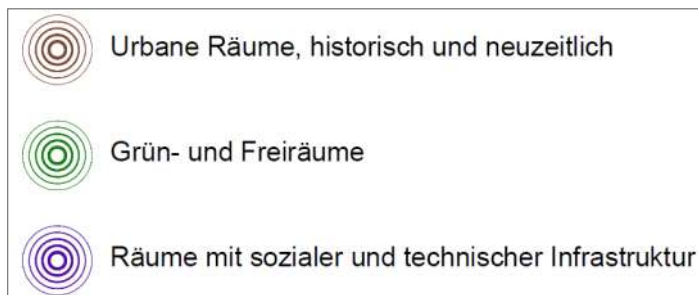 Urbane Räume, historisch und neuzeitlich
Grün- und Freiräume
Räume mit sozialer und technischer Infrastruktur